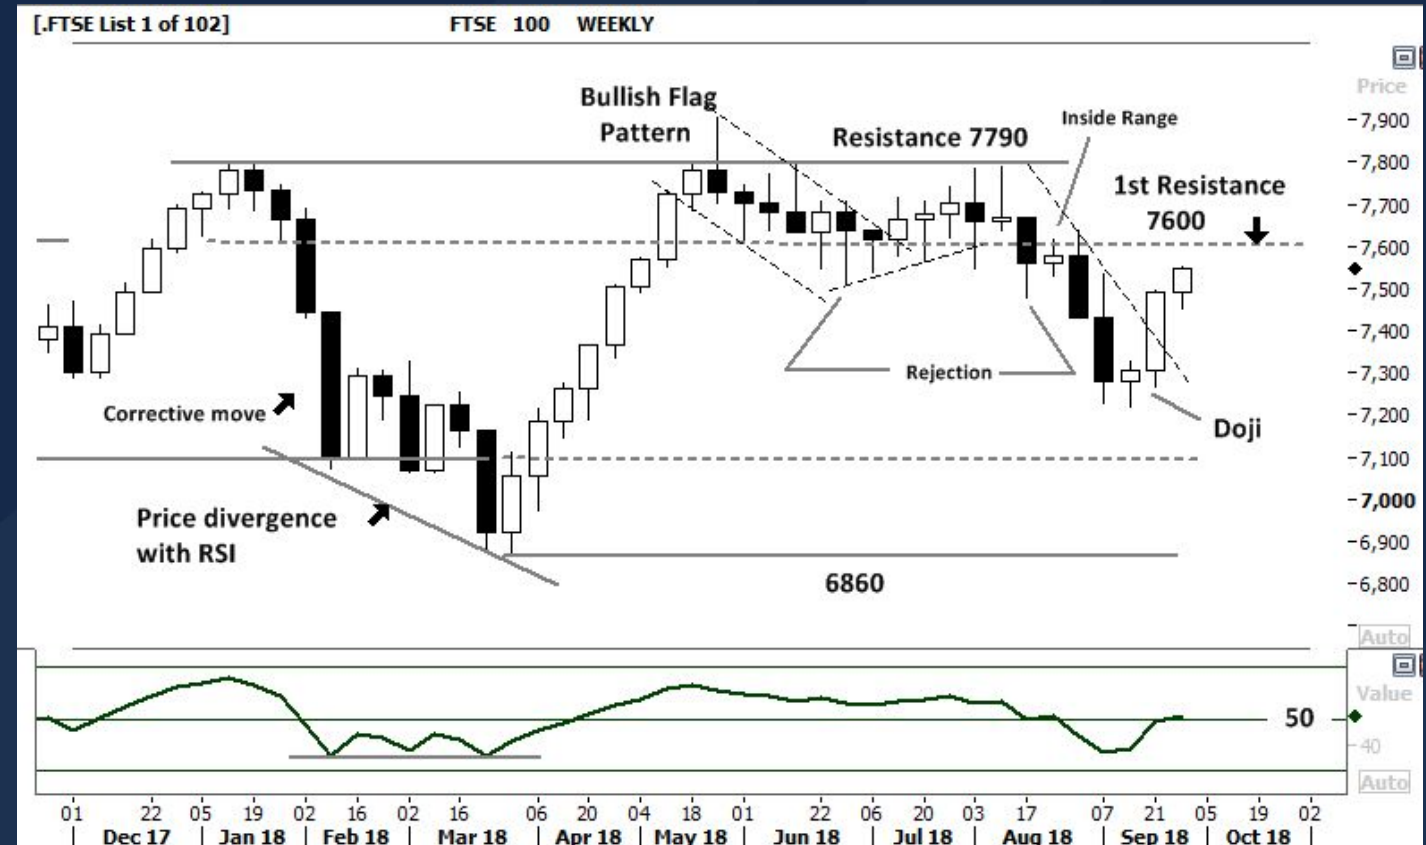 [.FTSE List 1 of 102] FTSE 100 WEEKLY
Price
Bullish Flag
Pattern
Resistance 7790
Inside Range
1st Resistance
7600
7,900
7,800
7,700
7,600
7,500
7,400
7,300
7,200
7,100
7,000
6,900
6,800
Corrective move
Rejection
Doji
Price divergence
with RSI
6860
Auto
Value
50
40
Auto
01 22 05 19 02 16 02 16 06 20 04 18 01 22 06 20 03 17 07 21 05 19 02
Dec 17 Jan 18 Feb 18 Mar 18 Apr 18 May 18 Jun 18 Jul 18 Aug 18 Sep 18 Oct 18